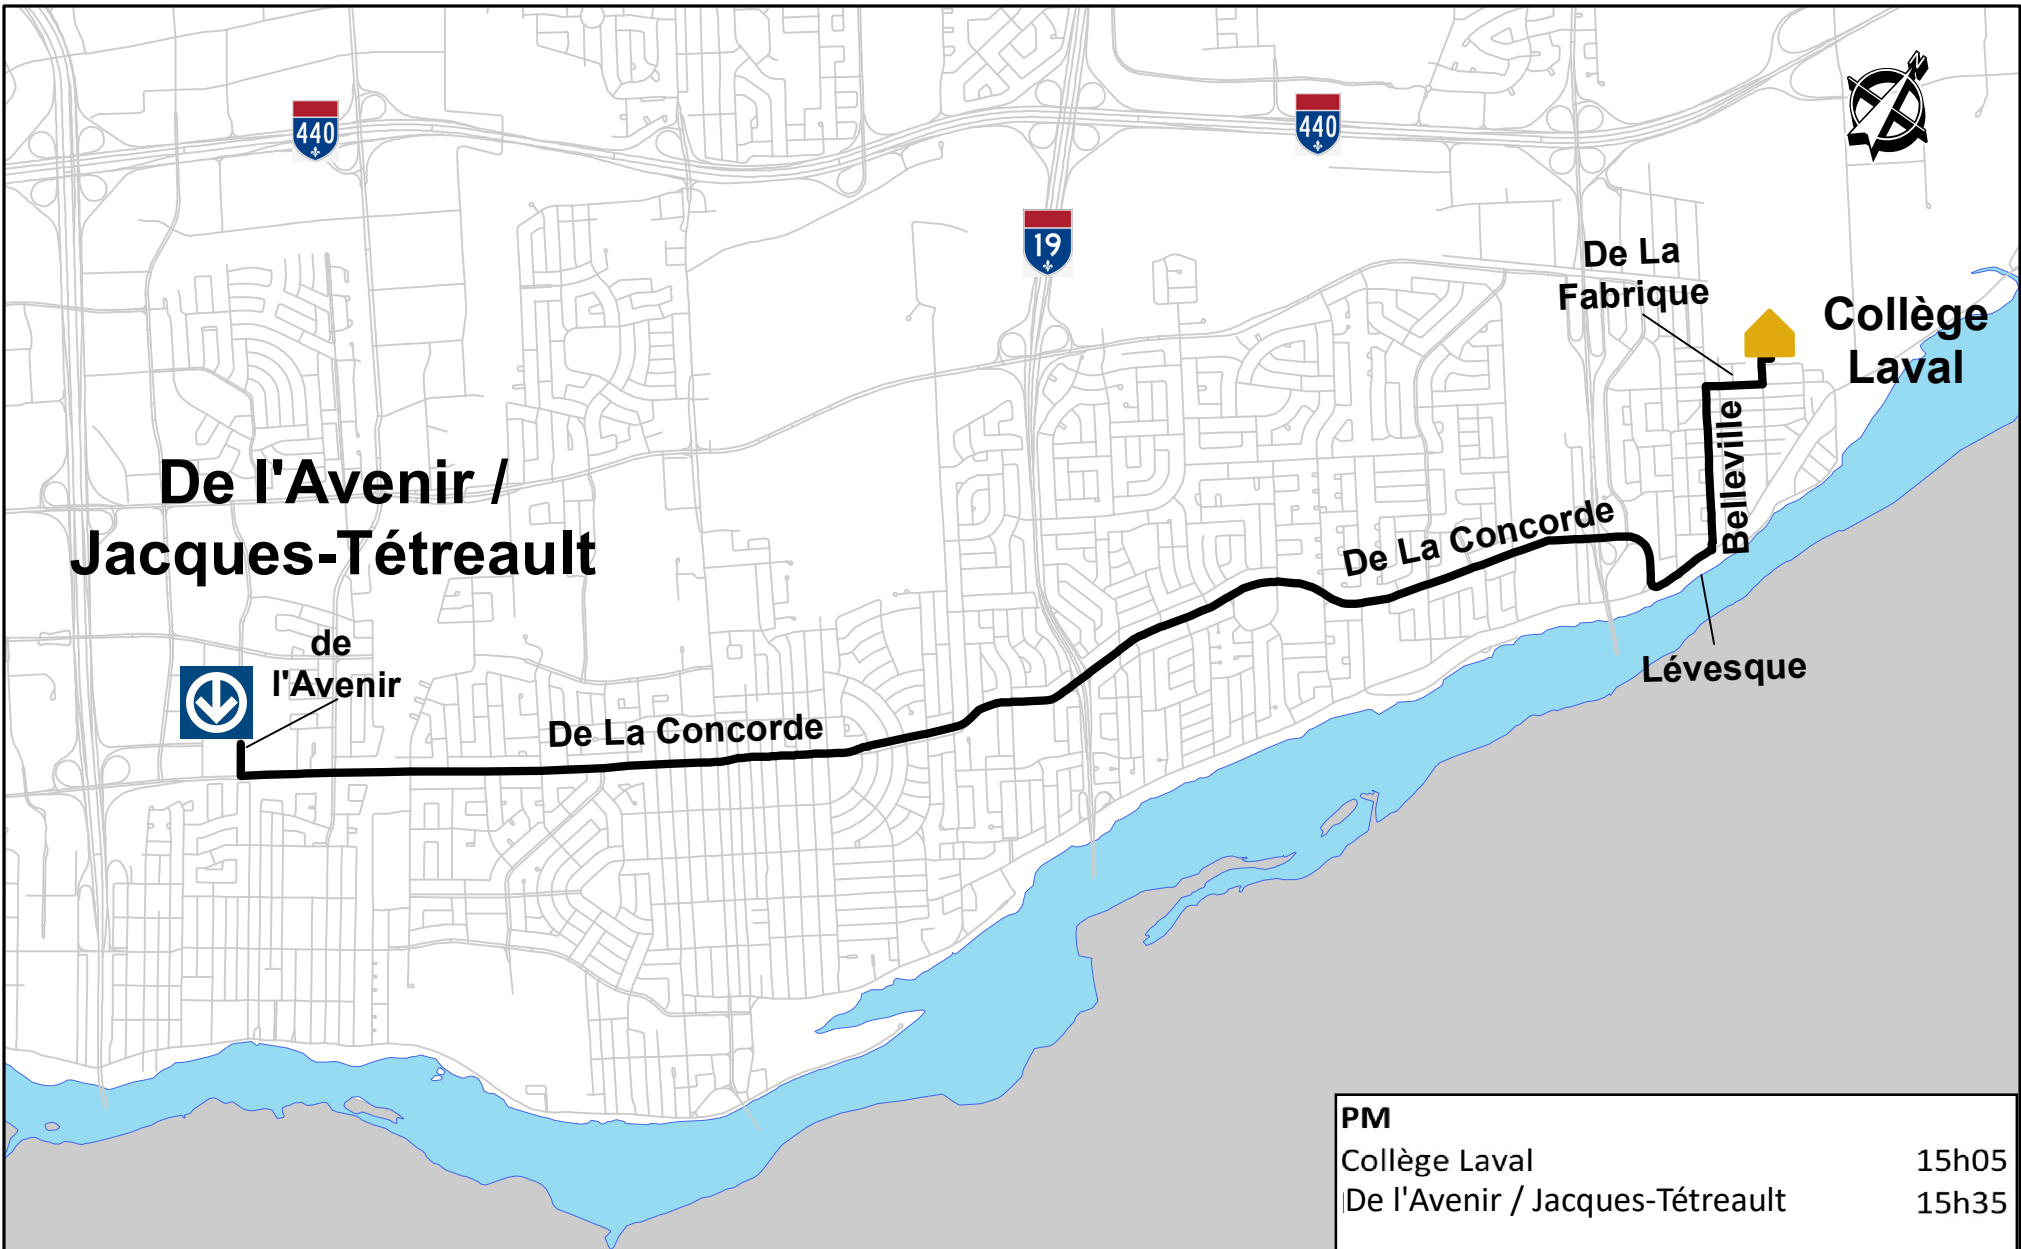 440
440
N
19
De La
Fabrique
Collège
Laval
Belleville
De l'Avenir /
Jacques-Tétreault
De La Concorde
de
l'Avenir
Lévesque
De La Concorde
PM
Collège Laval 15h05
De l'Avenir / Jacques-Tétreault 15h35